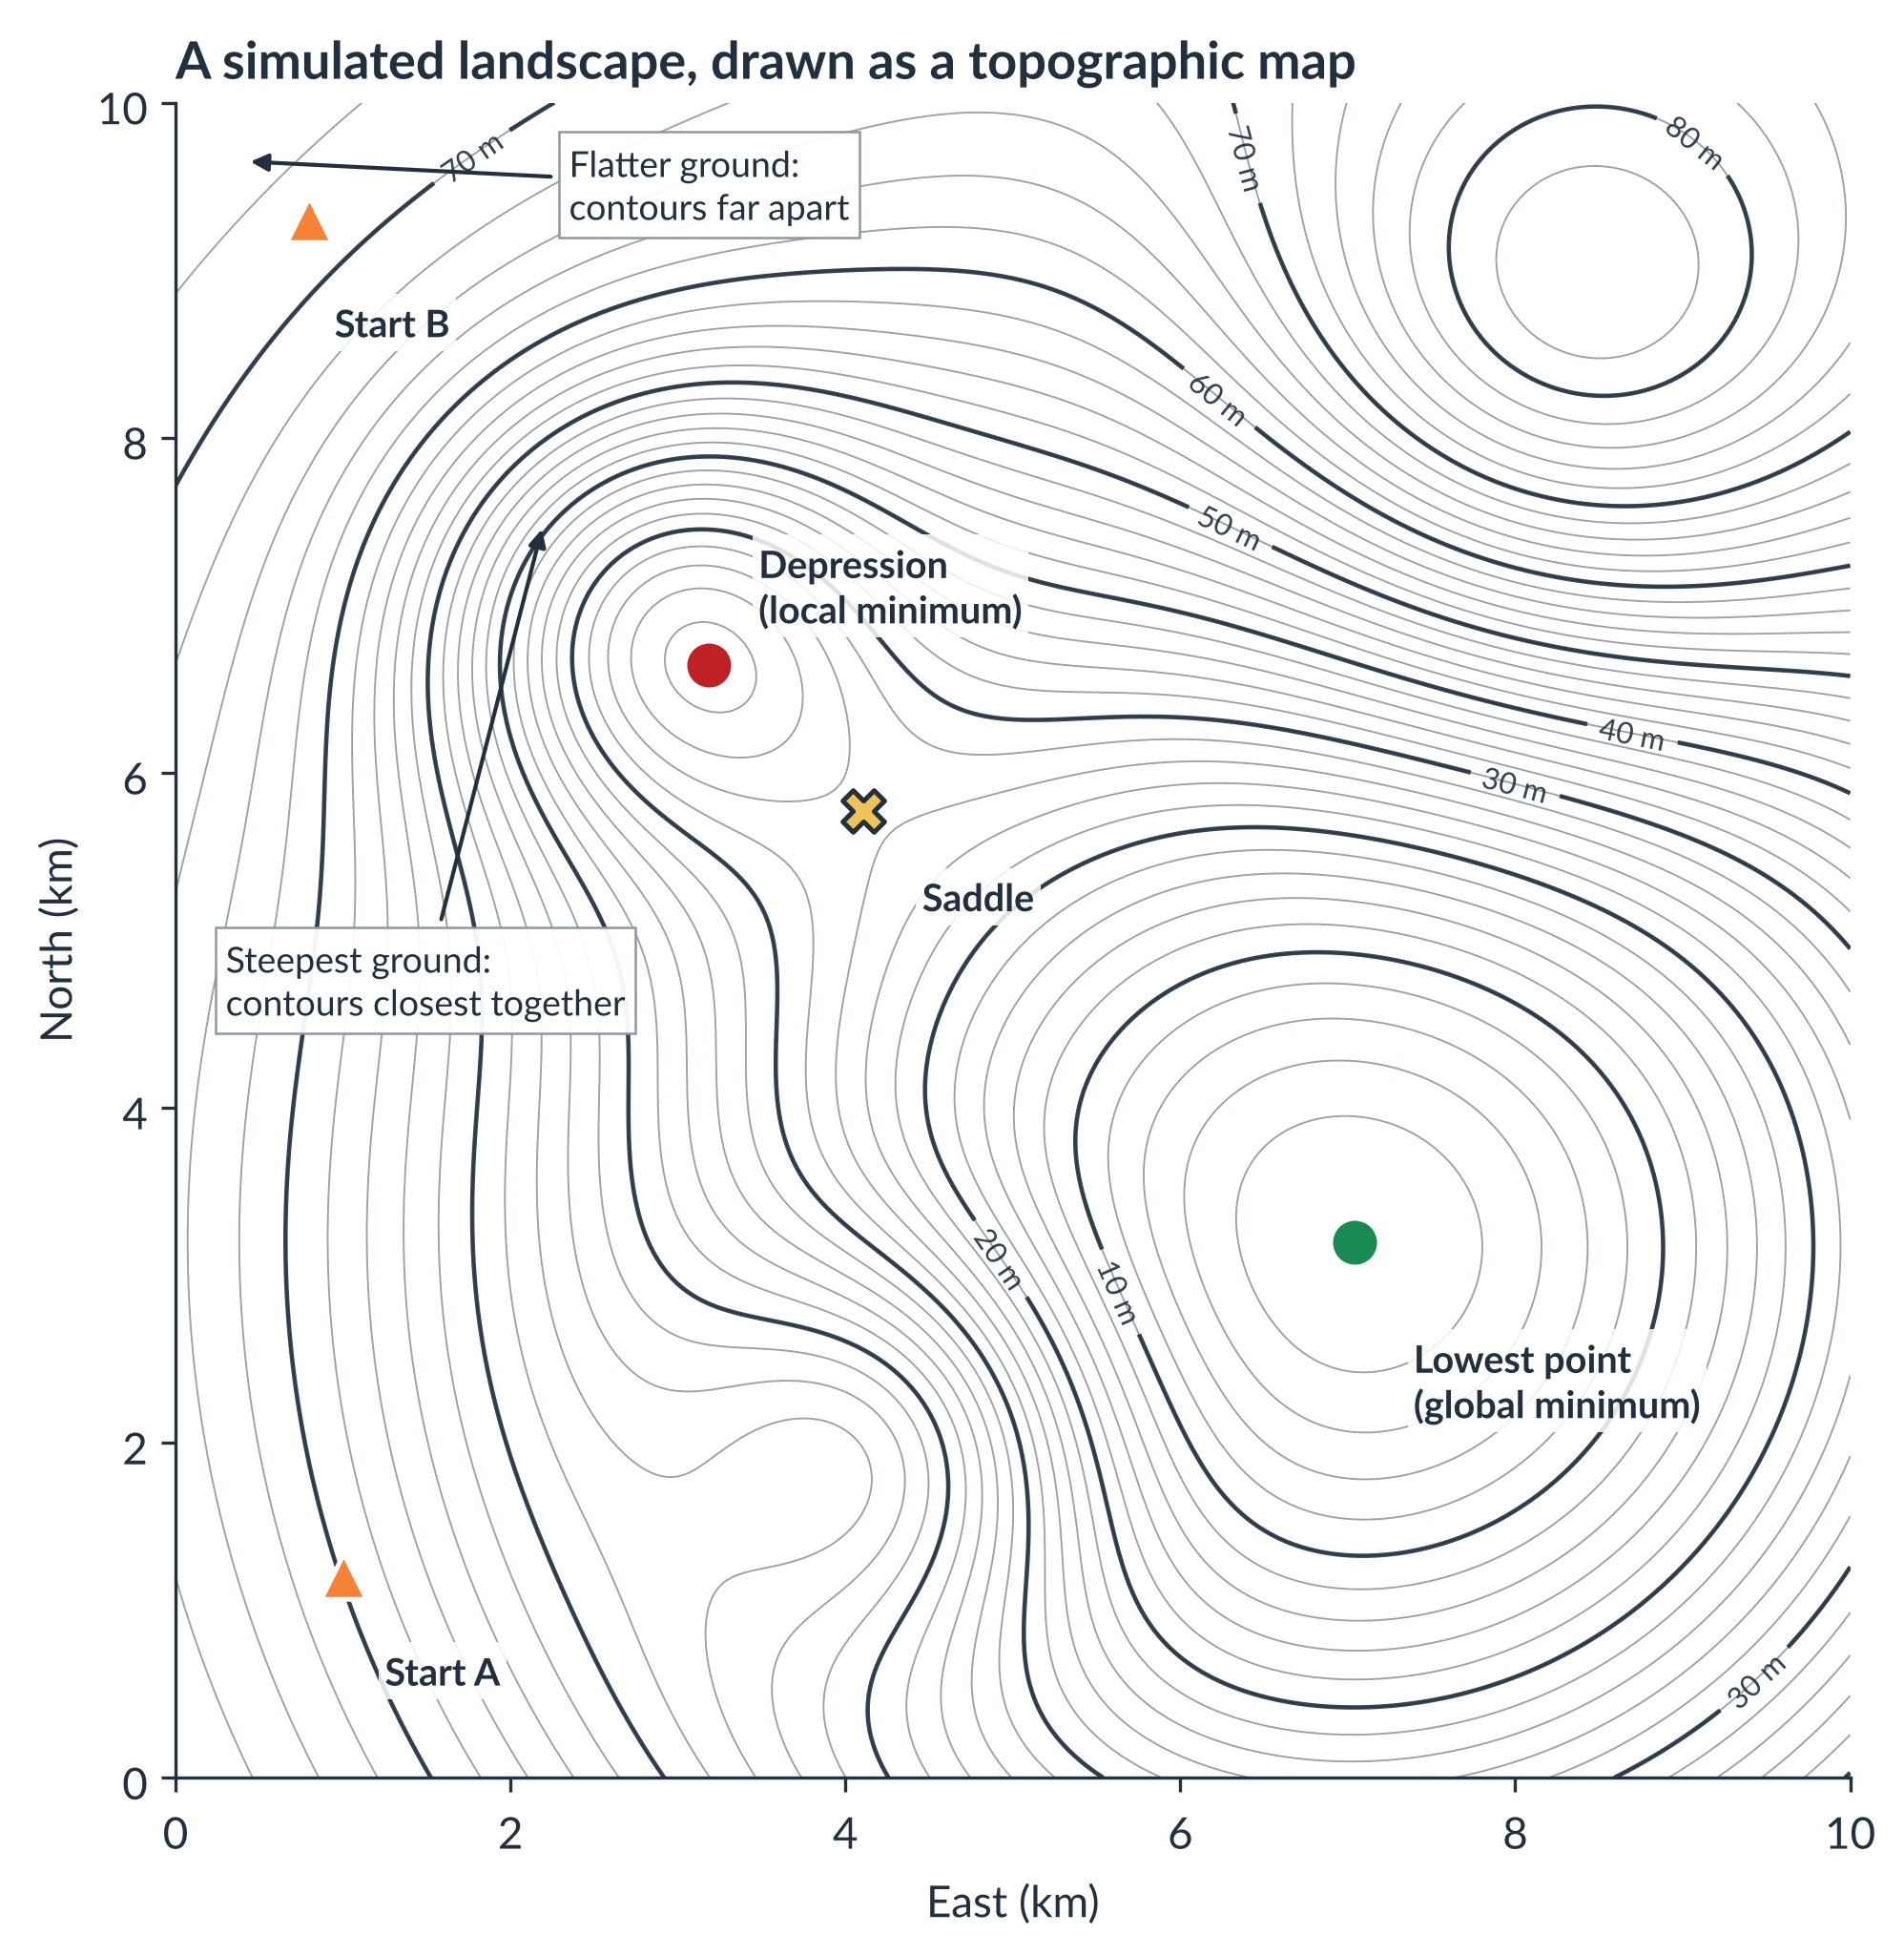 A simulated landscape, drawn as a topographic map
10
70 m
Flatter ground:
contours far apart
70 m
80 m
Start B
60 m
8
50 m
Depression
(local minimum)
40 m
6
30 m
North (km)
Saddle
Steepest ground:
contours closest together
4
20 m
10 m
Lowest point
(global minimum)
2
Start A
30 m
0
0
2
4
6
8
10
East (km)